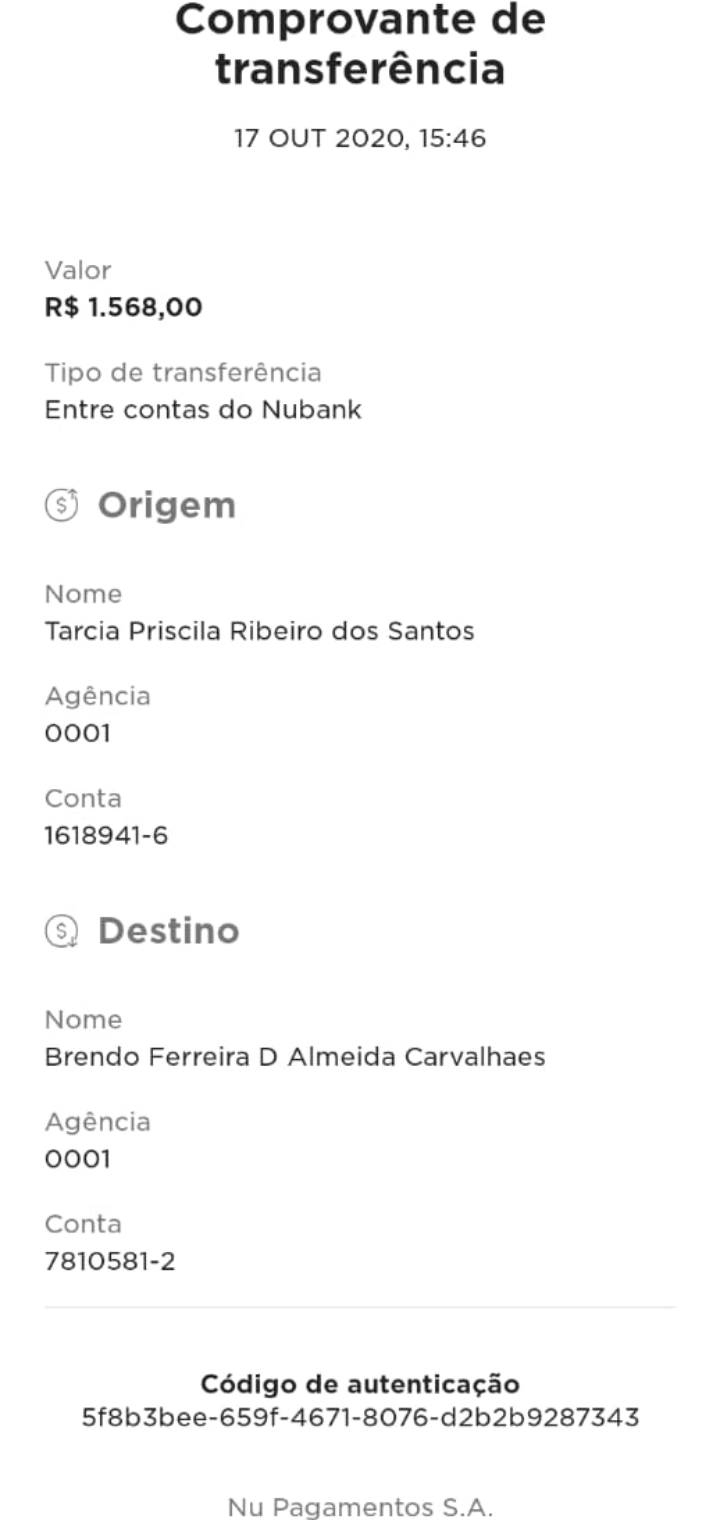 Comprovante de
transferência
17 OUT 2020, 15:46
Valor
R$ 1.568,00
Tipo de transferência
Entre contas do Nubank
Origem
Nome
Tarcia Priscila Ribeiro dos Santos
Agência
0001
Conta
1618941-6
Destino
Nome
Brendo Ferreira D Almeida Carvalhaes
Agência
0001
Conta
7810581-2
Código de autenticação
5f8b3bee-659f-4671-8076-d2b2b9287343
Nu Pagamentos S.A.